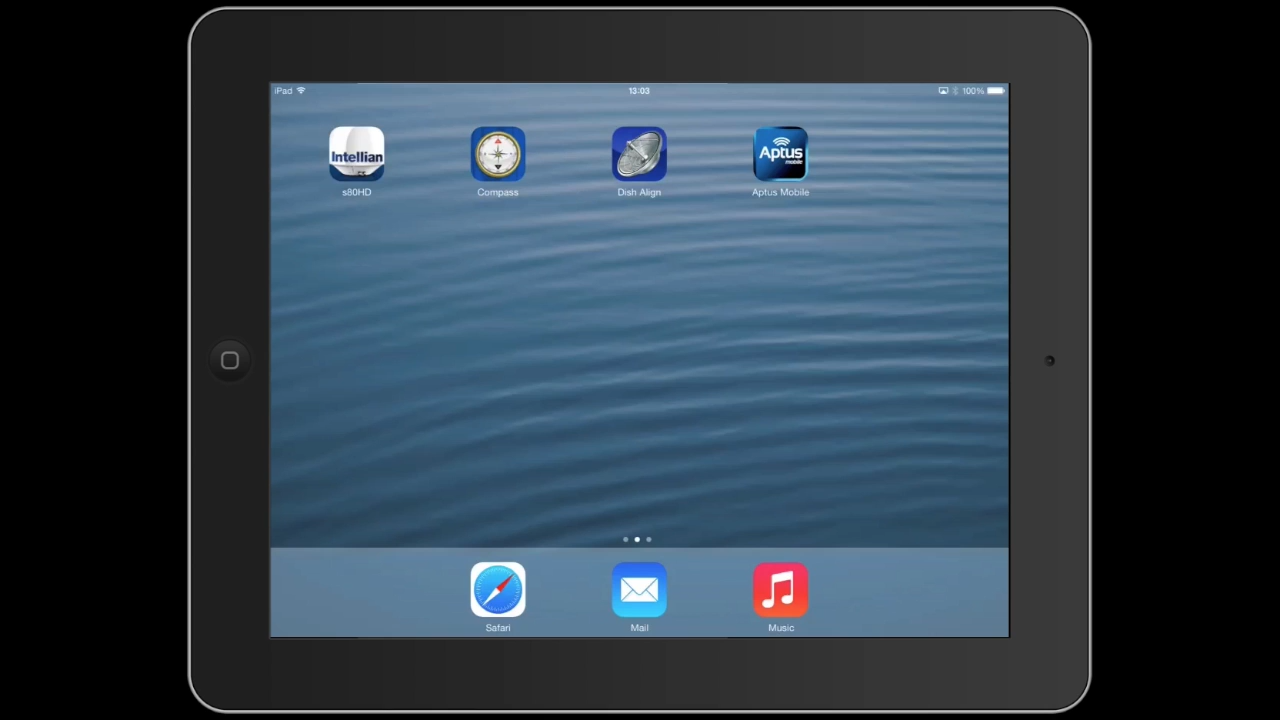 iPad 13:03 100%
Intellian Aptus
mobile
s80HD Compass Dish Align Aptus Mobile
Safari Mail Music